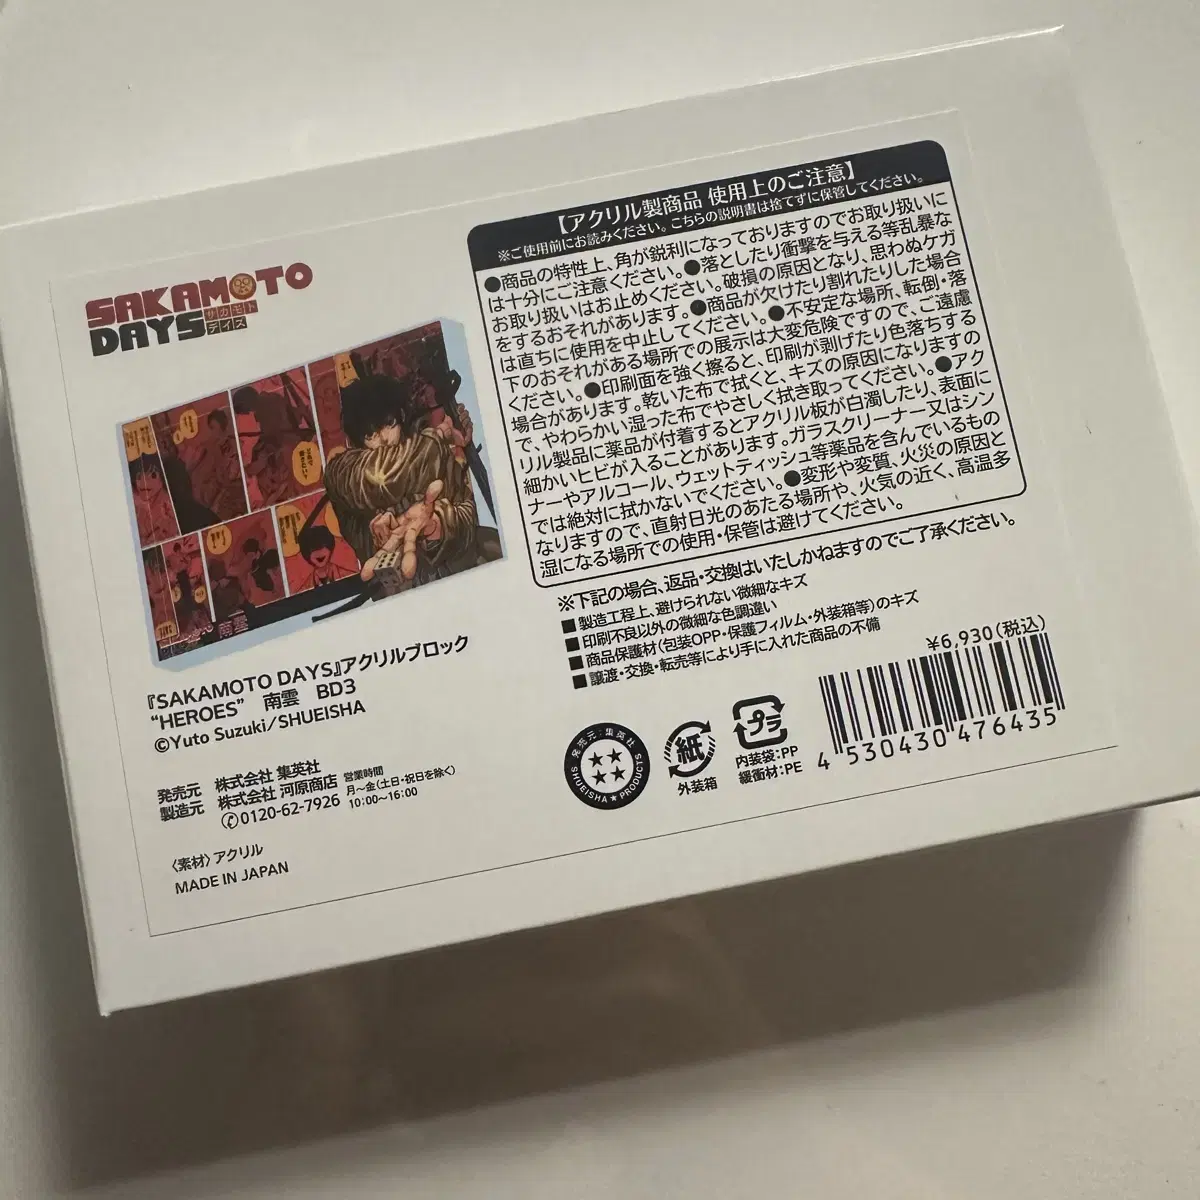 SAKAMOTO
DAYS サカモト
デイズ
『SAKAMOTO DAYS』アクリルブロック
“HEROES” 南雲 BD3
©Yuto Suzuki/SHUEISHA
発売元 株式会社 集英社
製造元 株式会社 河原商店 営業時間
月~金(土日・祝日を除く)
0120-62-7926 10:00~16:00
〈素材〉アクリル
MADE IN JAPAN
【アクリル製商品 使用上のご注意】
※ご使用前にお読みください。こちらの説明書は捨てずに保管してください。
●商品の特性上、角が鋭利になっておりますのでお取り扱いに
は十分にご注意ください。●落としたり衝撃を与える等乱暴な
お取り扱いはお止めください。破損の原因となり、思わぬケガ
をするおそれがあります。●商品が欠けたり割れたりした場合
は直ちに使用を中止してください。●不安定な場所、転倒・落
下のおそれがある場所での展示は大変危険ですので、ご遠慮
ください。●印刷面を強く擦ると、印刷が剥げたり色落ちする
場合があります。乾いた布で拭くと、キズの原因になりますの
で、やわらかい湿った布でやさしく拭き取ってください。●アク
リル製品に薬品が付着するとアクリル板が白濁したり、表面に
細かいヒビが入ることがあります。ガラスクリーナー又はシン
ナーやアルコール、ウェットティッシュ等薬品を含んでいるもの
では絶対に拭かないでください。●変形や変質、火災の原因と
なりますので、直射日光のあたる場所や、火気の近く、高温多
湿になる場所での使用・保管は避けてください。
※下記の場合、返品・交換はいたしかねますのでご了承ください。
■製造工程上、避けられない微細なキズ
■印刷不良以外の微細な色調違い
■商品保護材(包装OPP・保護フィルム・外装箱等)のキズ
■譲渡・交換・転売等により手に入れた商品の不備
¥6,930(税込)
発売元:集英社
SHUEISHA★PRODUCTS
紙
外装箱
プラ
内装袋:PP
緩衝材:PE
4 530430 476435